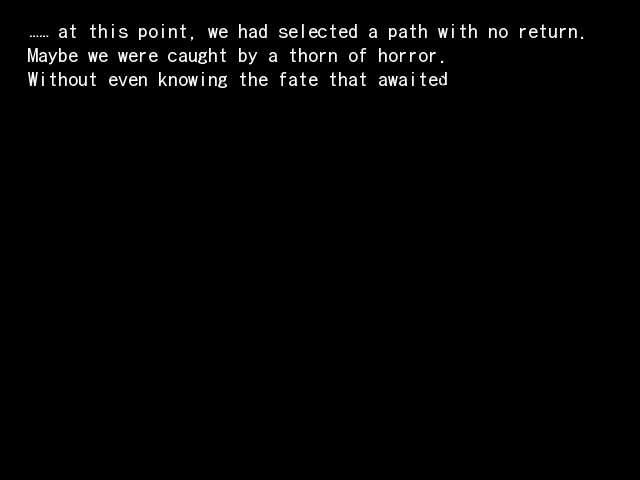 …… at this point, we had selected a path with no return.
Maybe we were caught by a thorn of horror.
Without even knowing the fate that awaited